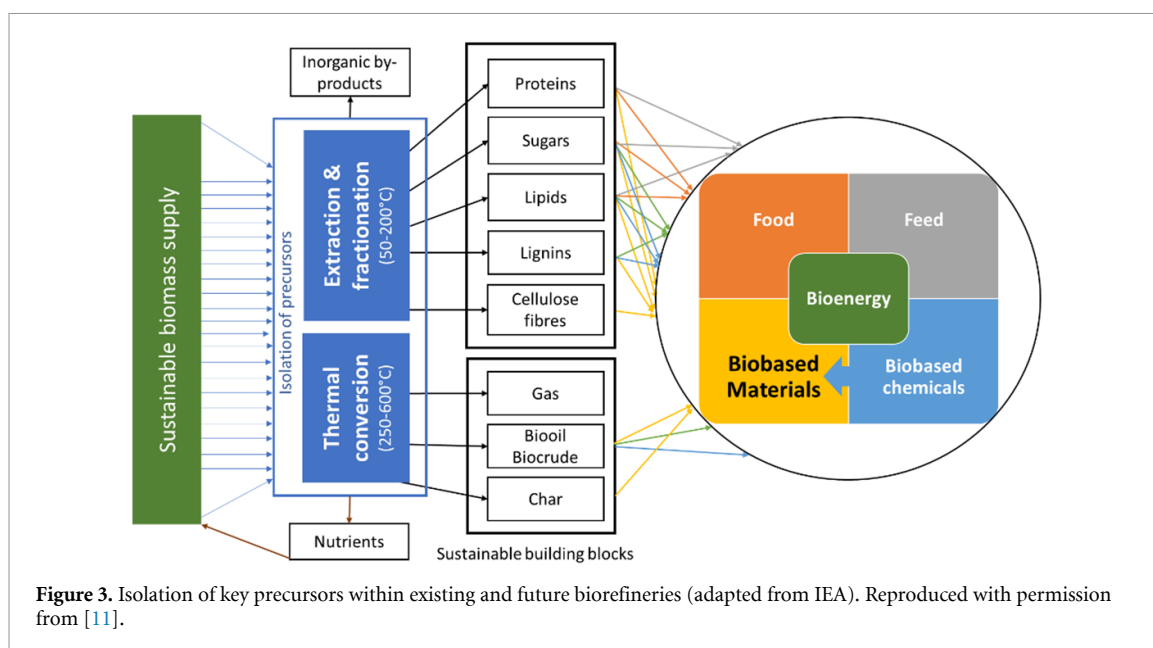 Inorganic by-
products
Sustainable biomass supply
Isolation of precursors
Extraction &
fractionation
(50-200°C)
Thermal
conversion
(250-600°C)
Nutrients
Proteins
Sugars
Lipids
Lignins
Cellulose
fibres
Gas
Biooil
Biocrude
Char
Sustainable building blocks
Food
Feed
Bioenergy
Biobased
Materials
Biobased
chemicals
Figure 3. Isolation of key precursors within existing and future biorefineries (adapted from IEA). Reproduced with permission
from [11].